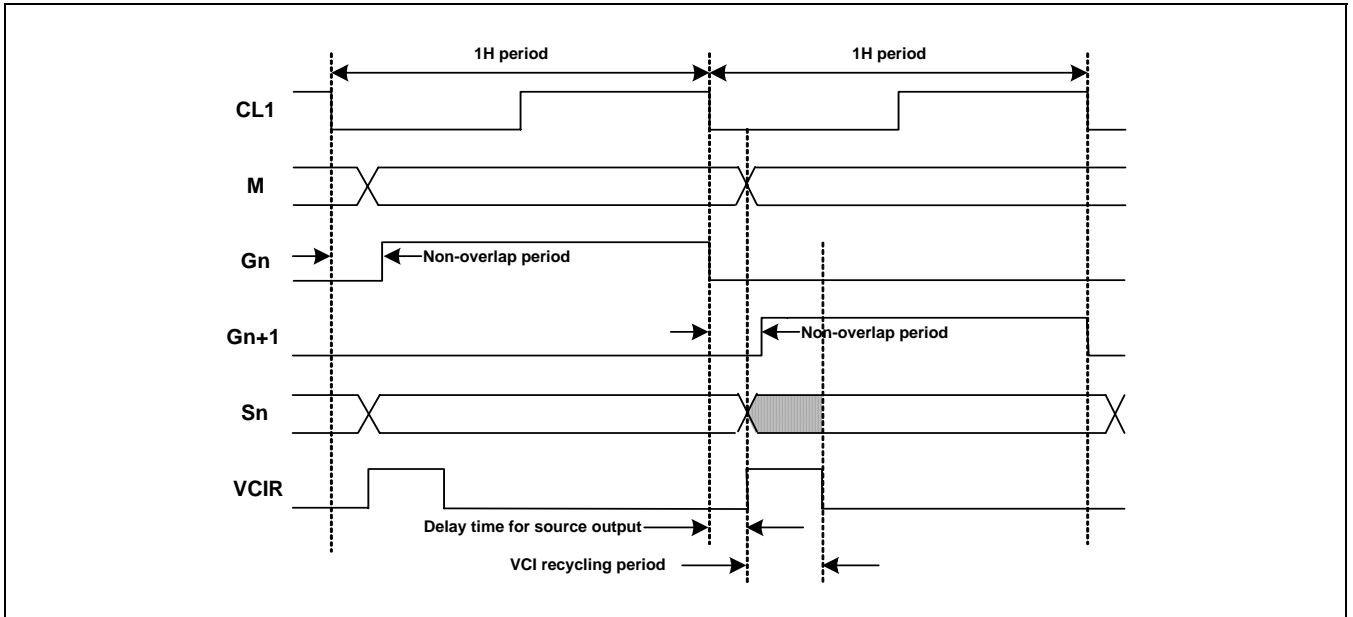 1H period 1H period
CL1
M
Gn Non-overlap period
Gn+1 Non-overlap period
Sn
VCIR
Delay time for source output
VCI recycling period